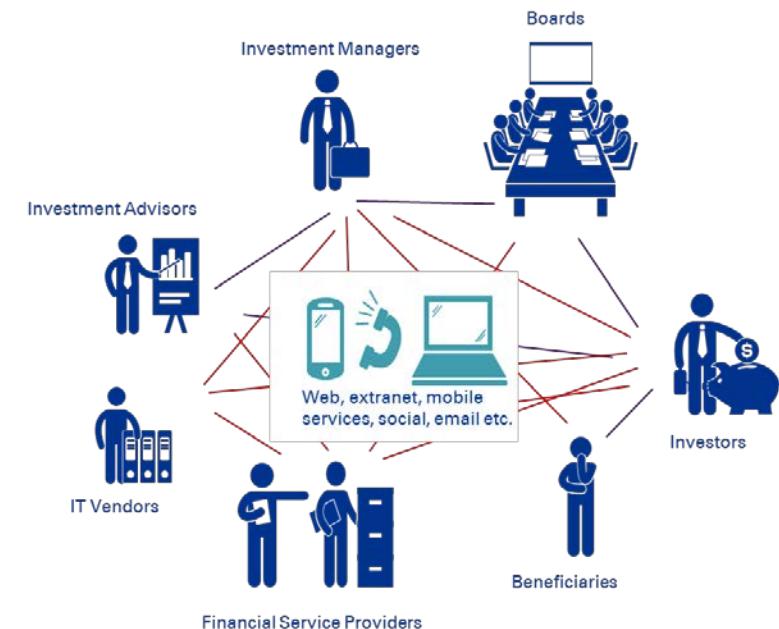 Boards
Investment Managers
Investment Advisors
Web, extranet, mobile
services, social, email etc.
$
Investors
IT Vendors
Beneficiaries
Financial Service Providers